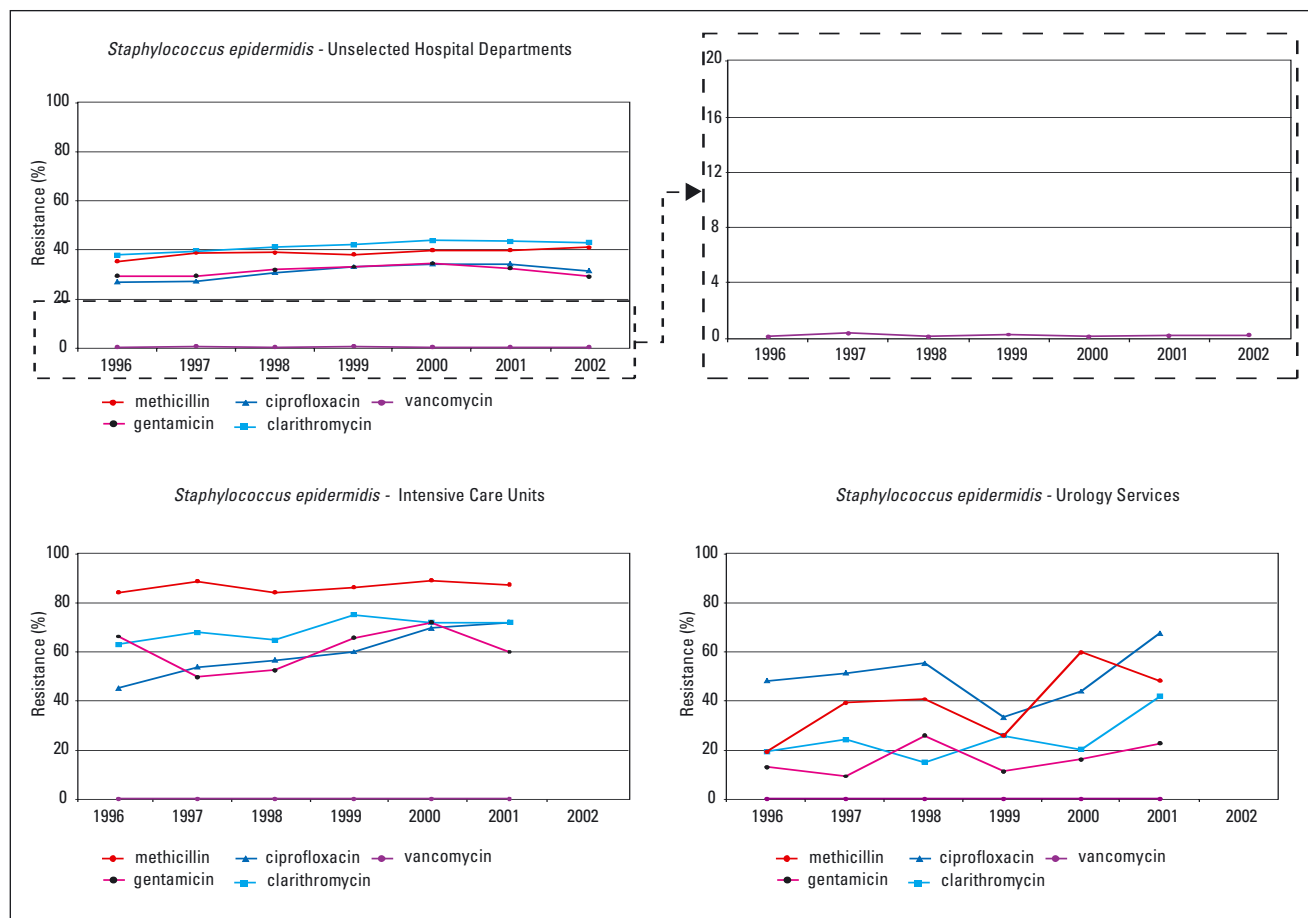 Staphylococcus epidermidis - Unselected Hospital Departments
Resistance (%)
100
80
60
40
20
0
1996 1997 1998 1999 2000 2001 2002
methicillin ciprofloxacin vancomycin
gentamicin clarithromycin
20
16
12
8
4
0
1996 1997 1998 1999 2000 2001 2002
Staphylococcus epidermidis - Intensive Care Units
Resistance (%)
100
80
60
40
20
0
1996 1997 1998 1999 2000 2001 2002
methicillin ciprofloxacin vancomycin
gentamicin clarithromycin
Staphylococcus epidermidis - Urology Services
Resistance (%)
100
80
60
40
20
0
1996 1997 1998 1999 2000 2001 2002
methicillin ciprofloxacin vancomycin
gentamicin clarithromycin